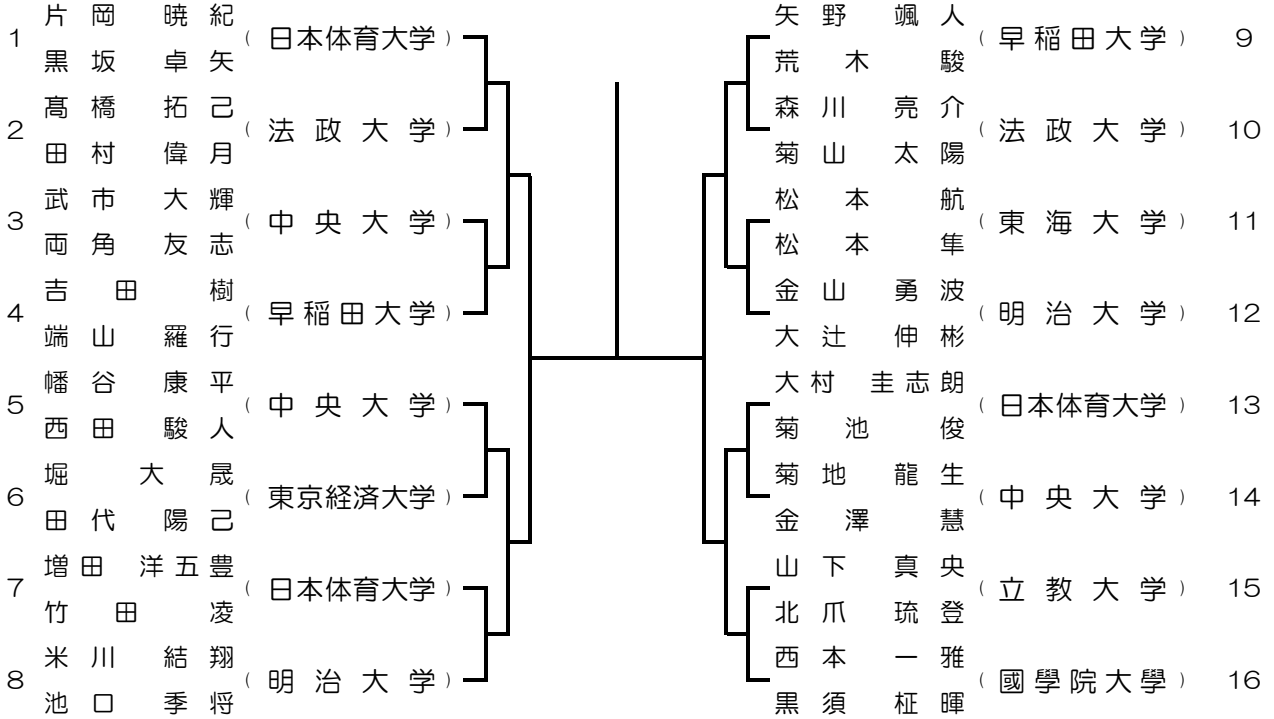 片岡 暁紀
1 (日本体育大学)
黒坂 卓矢
髙橋 拓己
2 (法政大学)
田村 偉月
武市 大輝
3 (中央大学)
両角 友志
吉田 樹
4 (早稲田大学)
端山 羅行
幡谷 康平
5 (中央大学)
西田 駿人
堀 大晟
6 (東京経済大学)
田代 陽己
増田 洋五豊
7 (日本体育大学)
竹田 凌
米川 結翔
8 (明治大学)
池口 季将
矢野 颯人
(早稲田大学) 9
荒木 駿
森川 亮介
(法政大学) 10
菊山 太陽
松本 航
(東海大学) 11
松本 隼
金山 勇波
(明治大学) 12
大辻 伸彬
大村 圭志朗
(日本体育大学) 13
菊池 俊
菊地 龍生
(中央大学) 14
金澤 慧
山下 真央
(立教大学) 15
北爪 琉登
西本 一雅
(國學院大學) 16
黒須 柾暉